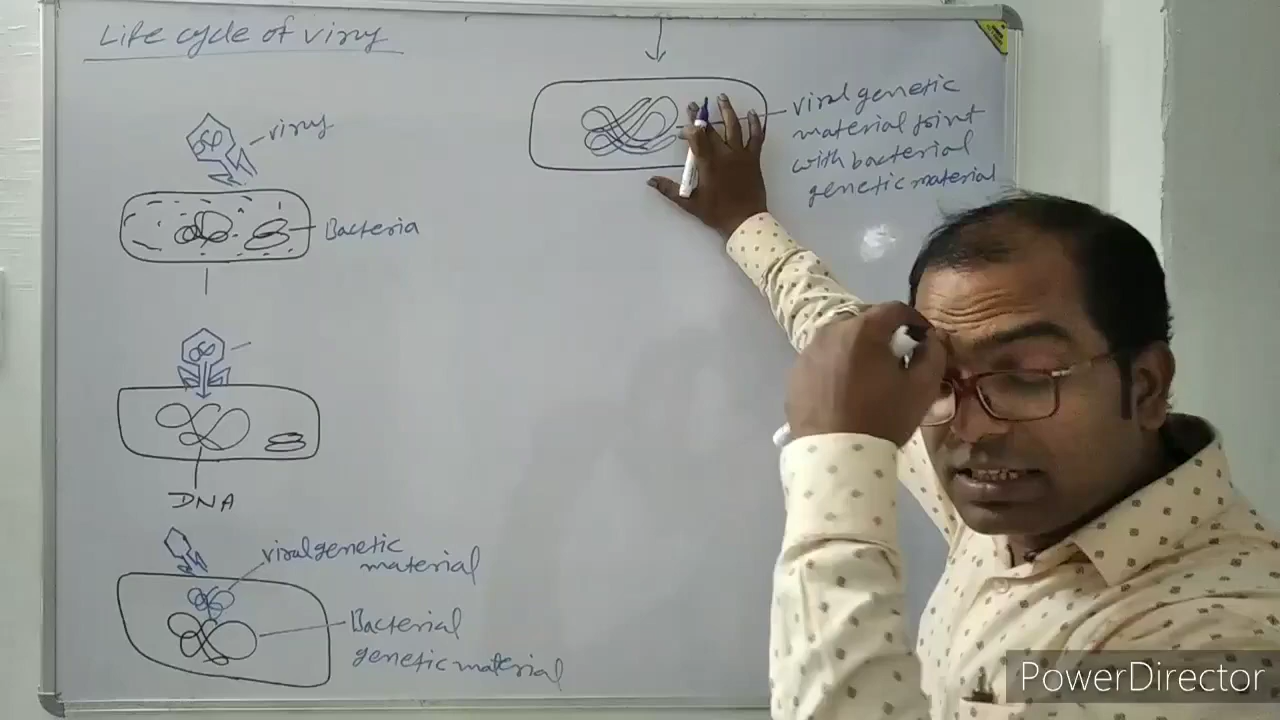 Life cycle of virus
virus
Bacteria
DNA
viral genetic
material
Bacterial
genetic material
viral genetic
material joint
with bacterial
genetic material
PowerDirector